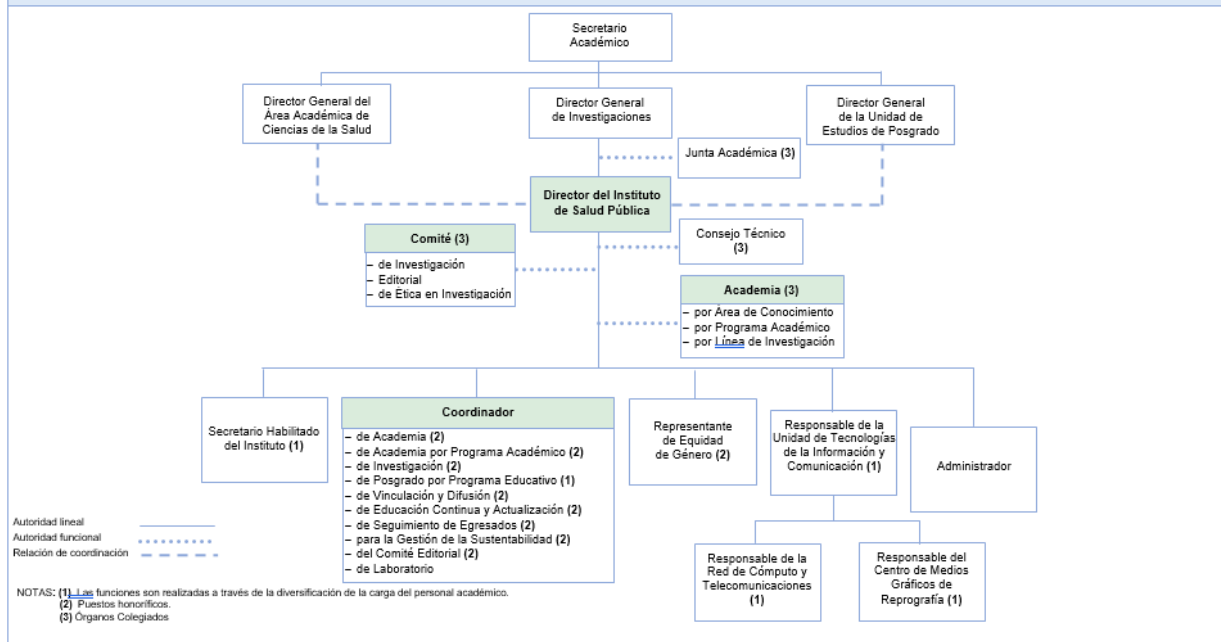 Secretario
Académico
Director General del
Área Académica de
Ciencias de la Salud
Director General
de Investigaciones
Director General
de la Unidad de
Estudios de Posgrado
Junta Académica (3)
Director del Instituto
de Salud Pública
Comité (3)
– de Investigación
– Editorial
– de Ética en Investigación
Consejo Técnico
(3)
Academia (3)
– por Área de Conocimiento
– por Programa Académico
– por Línea de Investigación
Secretario Habilitado
del Instituto (1)
Coordinador
– de Academia (2)
– de Academia por Programa Académico (2)
– de Investigación (2)
– de Posgrado por Programa Educativo (1)
– de Vinculación y Difusión (2)
– de Educación Continua y Actualización (2)
– de Seguimiento de Egresados (2)
– para la Gestión de la Sustentabilidad (2)
– del Comité Editorial (2)
– de Laboratorio
Representante
de Equidad
de Género (2)
Responsable de la
Unidad de Tecnologías
de la Información y
Comunicación (1)
Administrador
Responsable de la
Red de Cómputo y
Telecomunicaciones
(1)
Responsable del
Centro de Medios
Gráficos de
Reprografía (1)
Autoridad lineal
Autoridad funcional
Relación de coordinación
NOTAS: (1) Las funciones son realizadas a través de la diversificación de la carga del personal académico.
(2) Puestos honoríficos.
(3) Órganos Colegiados